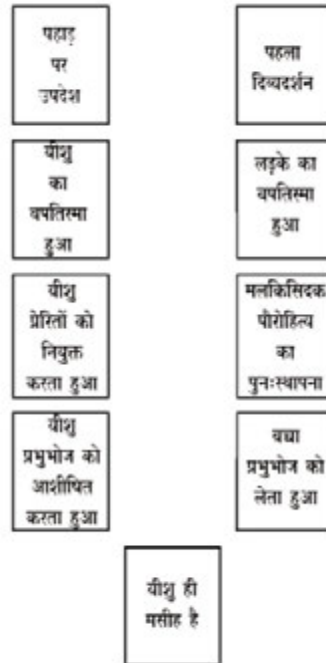 पहाड़
पर
उपदेश
पहला
दिव्यदर्शन
यीशु
का
बपतिस्मा
हुआ
लड़के का
बपतिस्मा
हुआ
यीशु
प्रेरितों को
नियुक्त
करता हुआ
मलकिसिदक
पौरोहित्य
का
पुनःस्थापना
यीशु
प्रभुभोज को
आशीषित
करता हुआ
बच्चा
प्रभुभोज को
लेता हुआ
यीशु ही
मसीह है